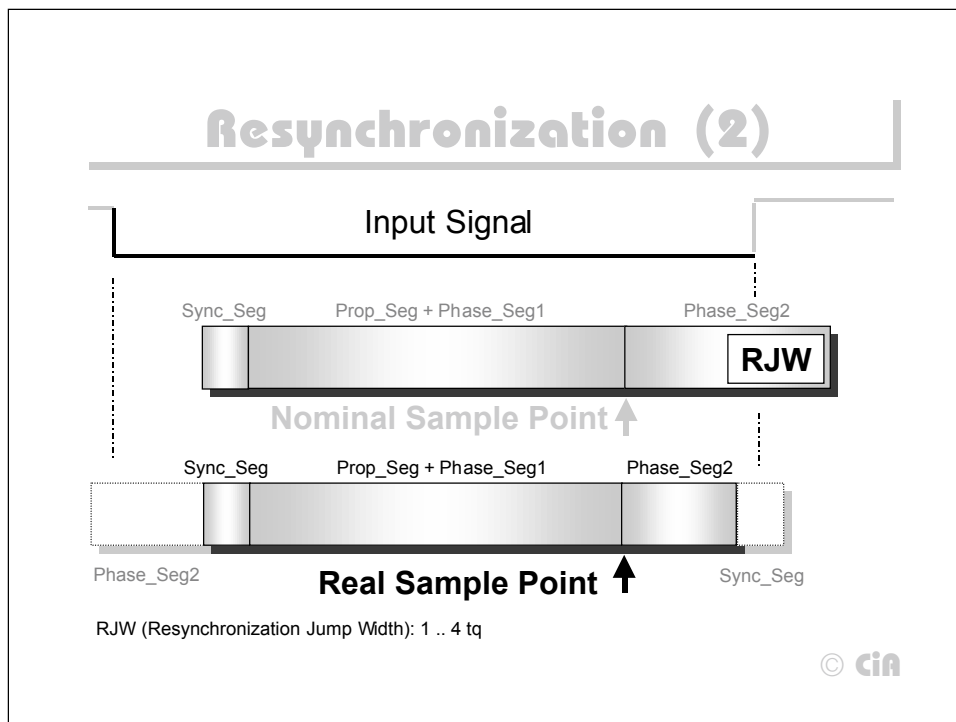 Resynchronization (2)
Input Signal
Sync_Seg Prop_Seg + Phase_Seg1 Phase_Seg2
RJW
Nominal Sample Point
Sync_Seg Prop_Seg + Phase_Seg1 Phase_Seg2
Phase_Seg2 Real Sample Point Sync_Seg
RJW (Resynchronization Jump Width): 1 .. 4 tq
© CiA